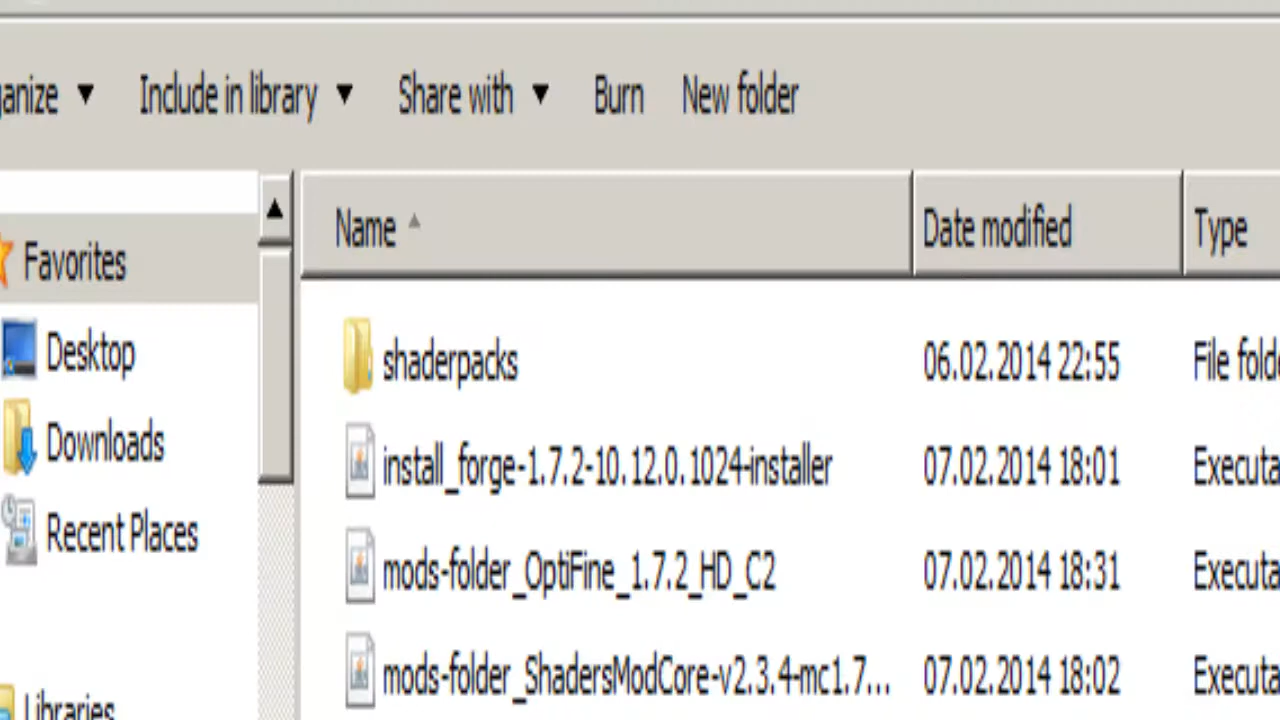 Include in library Share with Burn New folder
Name Date modified Type
Favorites
Desktop
Downloads
Recent Places
Libraries
shaderpacks 06.02.2014 22:55 File
install_forge-1.7.2-10.12.0.1024-installer 07.02.2014 18:01
mods-folder_OptiFine_1.7.2_HD_C2 07.02.2014 18:31
mods-folder_ShadersModCore-v2.3.4-mc1.7... 07.02.2014 18:02